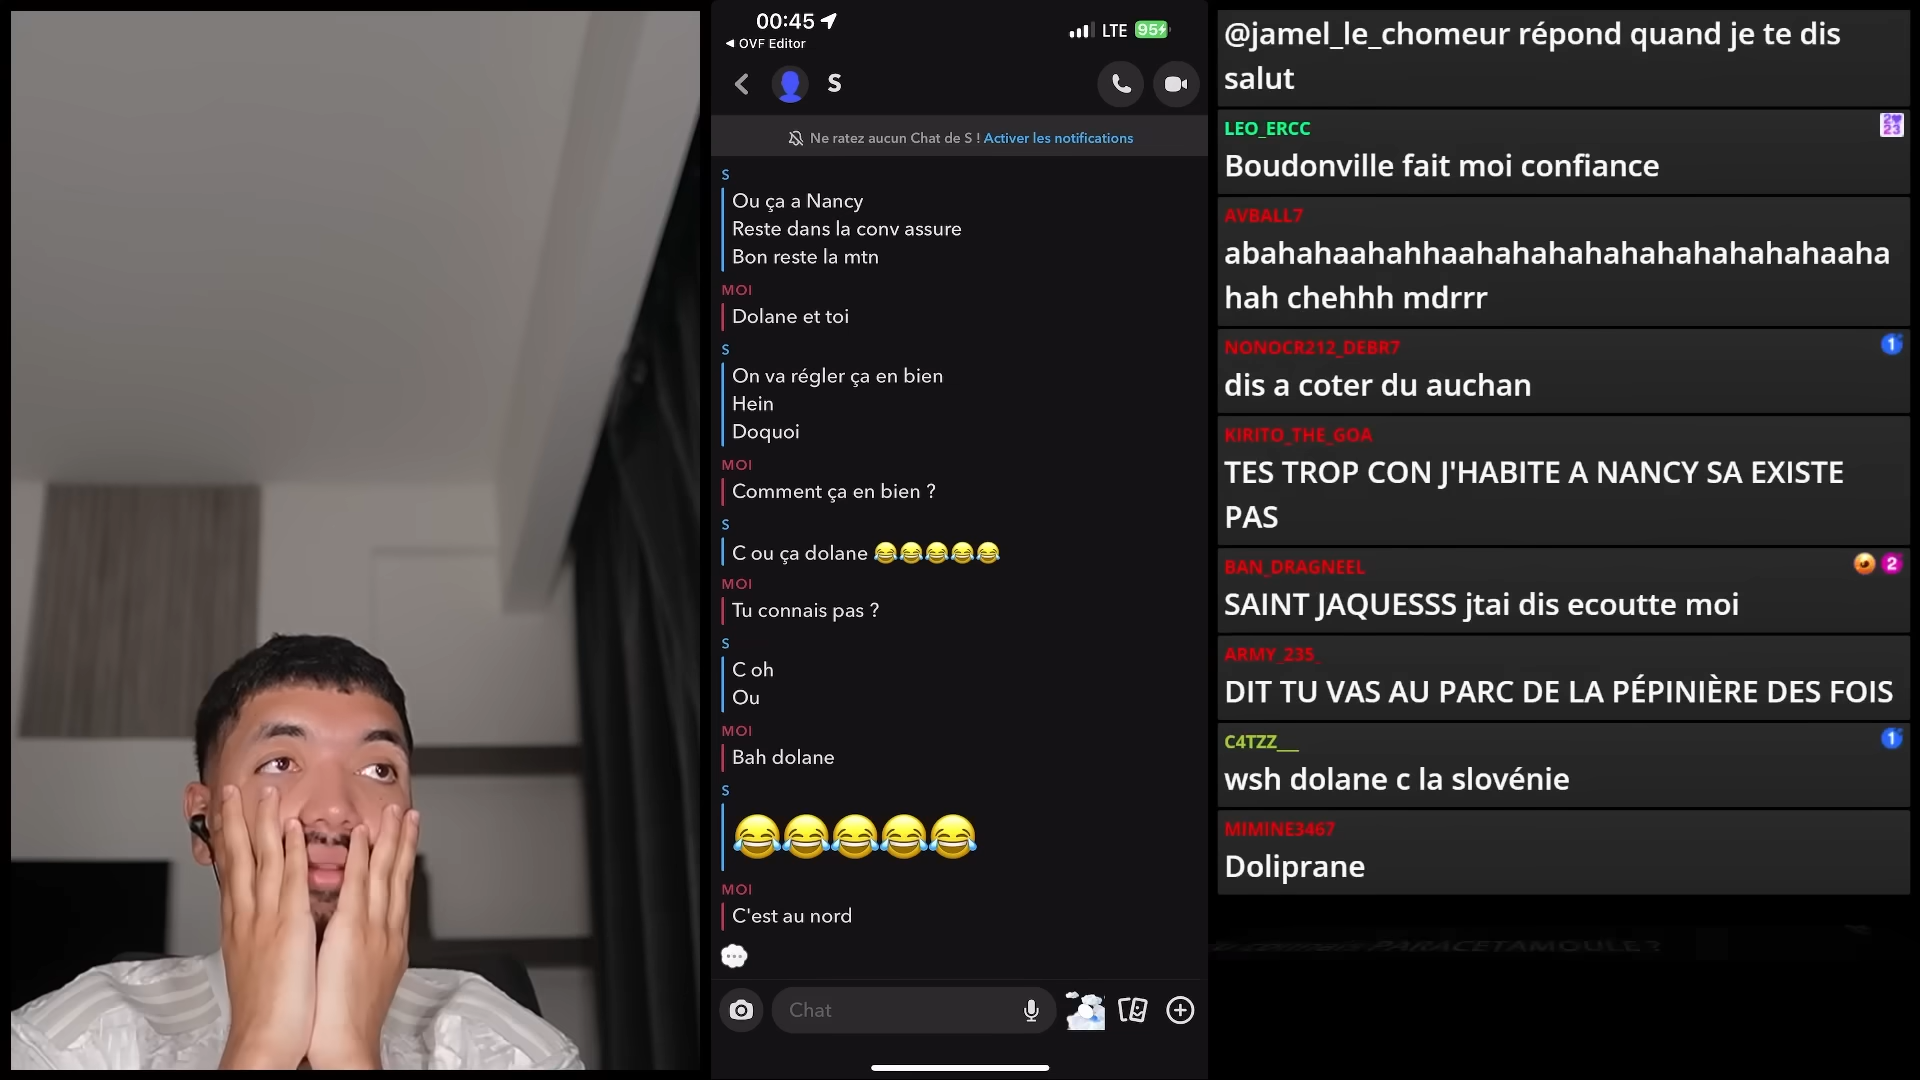 00:45
OVF Editor
LTE
95
S
Ne ratez aucun Chat de S ! Activer les notifications
S
Ou ça a Nancy
Reste dans la conv assure
Bon reste la mtn
MOI
Dolane et toi
S
On va régler ça en bien
Hein
Doquoi
MOI
Comment ça en bien ?
S
C ou ça dolane 😂😂😂😂😂
MOI
Tu connais pas ?
S
C oh
Ou
MOI
Bah dolane
S
😂😂😂😂😂
MOI
C'est au nord
Chat
@jamel_le_chomeur répond quand je te dis
salut
LEO_ERCC
Boudonville fait moi confiance
AVBALL7
abahahaahahhaahahahahahahahahahahaaha
hah chehhh mdrrr
NONOCR212_DEBR7
dis a coter du auchan
KIRITO_THE_GOA
TES TROP CON J'HABITE A NANCY SA EXISTE
PAS
BAN_DRAGNEEL
2
SAINT JAQUESSS jtai dis ecoutte moi
ARMY_235_
DIT TU VAS AU PARC DE LA PÉPINIÈRE DES FOIS
C4TZZ___
1
wsh dolane c la slovénie
MIMINE3467
Doliprane
PARACETAMOULE ?